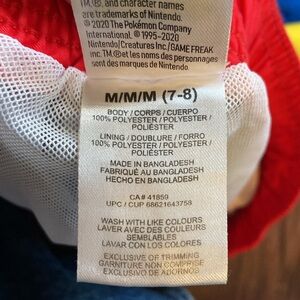 TM, ®, and character names
are trademarks of Nintendo.
© 2020 The Pokémon Company
International. © 1995-2020
Nintendo/Creatures Inc./GAME FREAK
inc. TM,® et les noms des personnages
sont des marques de Nintendo.
M/M/M (7-8)
BODY / CORPS / CUERPO
100% POLYESTER / POLYESTER /
POLIÉSTER
LINING / DOUBLURE / FORRO
100% POLYESTER / POLYESTER /
POLIÉSTER
MADE IN BANGLADESH
FABRIQUÉ AU BANGLADESH
HECHO EN BANGLADESH
CA# 41859
UPC / CUP 68621643758
WASH WITH LIKE COLOURS
LAVER AVEC DES COULEURS
SEMBLABLES
LAVAR CON LOS COLORES
EXCLUSIVE OF TRIMMING
GARNITURE NON COMPRISE
EXCLUSIVO DE ADORNOS